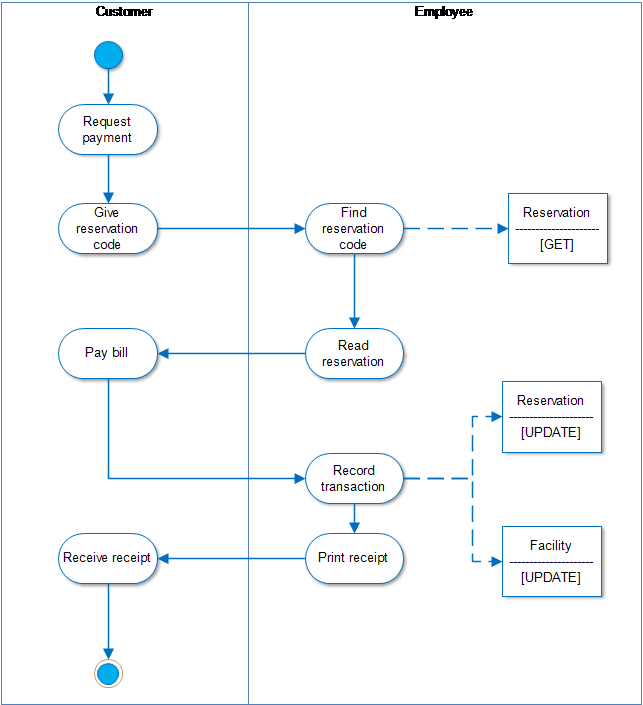 Customer
Employee
Request
payment
Give
reservation
code
Find
reservation
code
Reservation
---------------------
[GET]
Pay bill
Read
reservation
Reservation
---------------------
[UPDATE]
Record
transaction
Receive receipt
Print receipt
Facility
---------------------
[UPDATE]